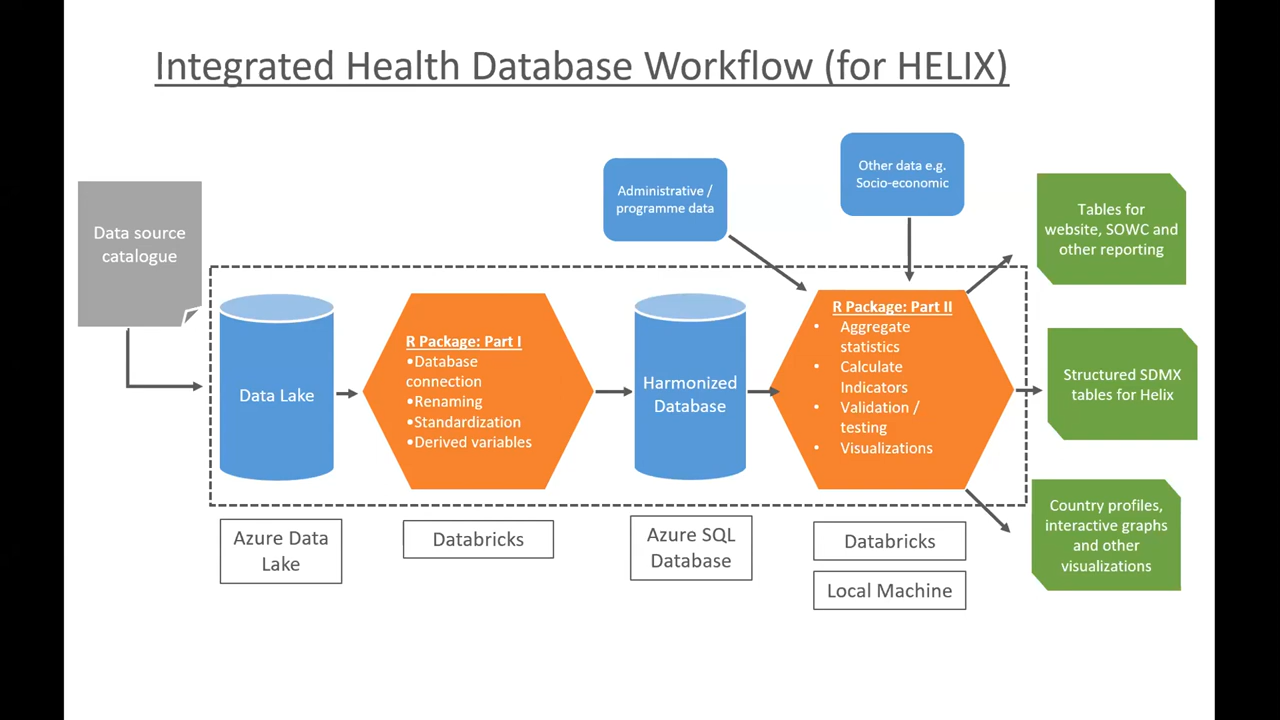 Integrated Health Database Workflow (for HELIX)
Data source
catalogue
Administrative /
programme data
Other data e.g.
Socio-economic
Data Lake
R Package: Part I
•Database
connection
•Renaming
•Standardization
•Derived variables
Harmonized
Database
R Package: Part II
• Aggregate
statistics
• Calculate
Indicators
• Validation /
testing
• Visualizations
Tables for
website, SOWC and
other reporting
Structured SDMX
tables for Helix
Country profiles,
interactive graphs
and other
visualizations
Azure Data
Lake
Databricks
Azure SQL
Database
Databricks
Local Machine